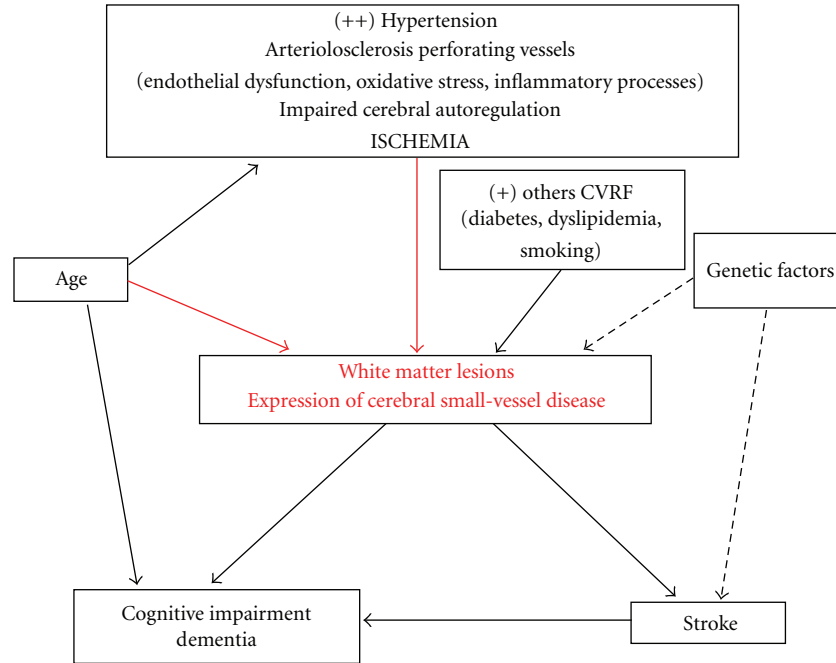 (++) Hypertension
Arteriolosclerosis perforating vessels
(endothelial dysfunction, oxidative stress, inflammatory processes)
Impaired cerebral autoregulation
ISCHEMIA
(+) others CVRF
(diabetes, dyslipidemia,
smoking)
Age
Genetic factors
White matter lesions
Expression of cerebral small-vessel disease
Cognitive impairment
dementia
Stroke